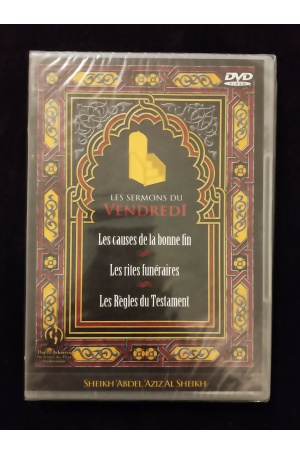 DVD
VIDEO
LES SERMONS DU
VENDREDI
Les causes de la bonne fin
Les rites funéraires
Les Règles du Testament
SHEIKH 'ABDEL 'AZIZ AL SHEIKH